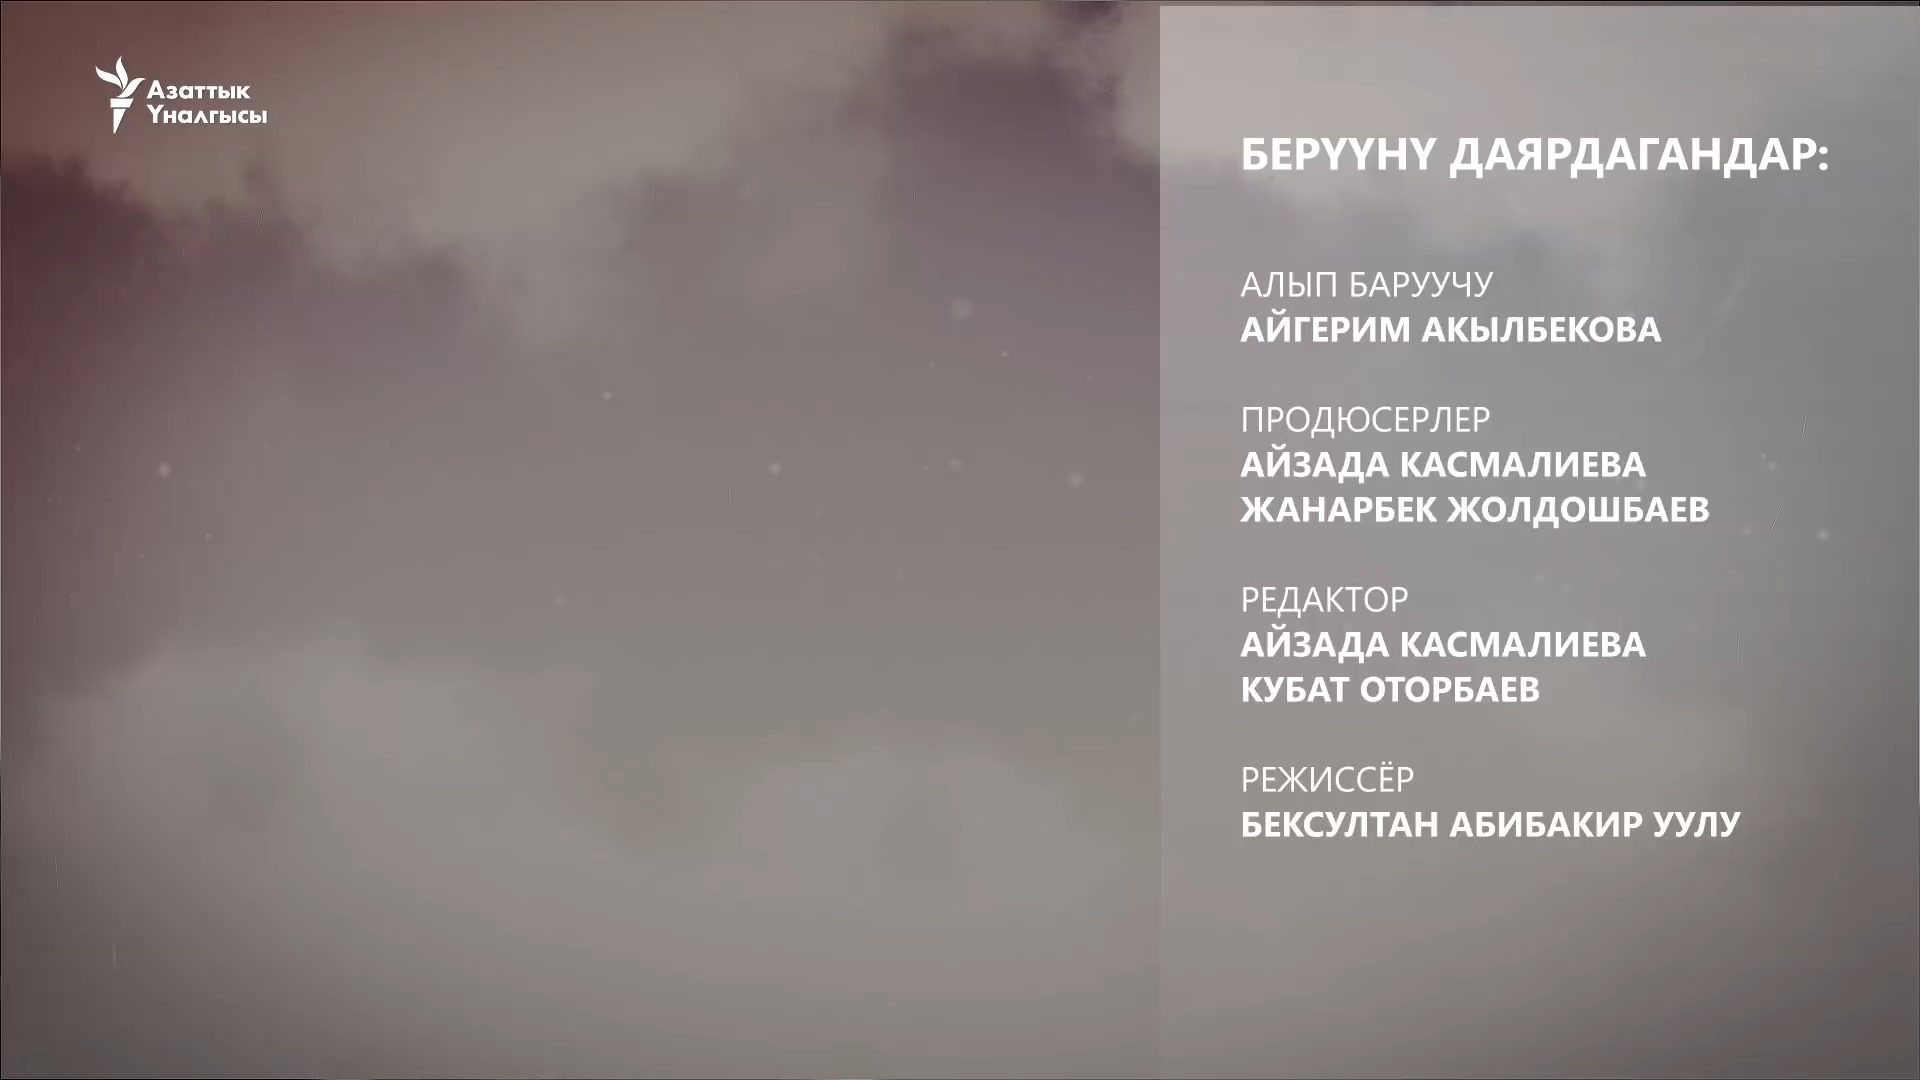 Азаттык
Үналгысы
БЕРҮҮНҮ ДАЯРДАГАНДАР:
АЛЫП БАРУУЧУ
АЙГЕРИМ АКЫЛБЕКОВА
ПРОДЮСЕРЛЕР
АЙЗАДА КАСМАЛИЕВА
ЖАНАРБЕК ЖОЛДОШБАЕВ
РЕДАКТОР
АЙЗАДА КАСМАЛИЕВА
КУБАТ ОТОРБАЕВ
РЕЖИССЁР
БЕКСУЛТАН АБИБАКИР УУЛУ